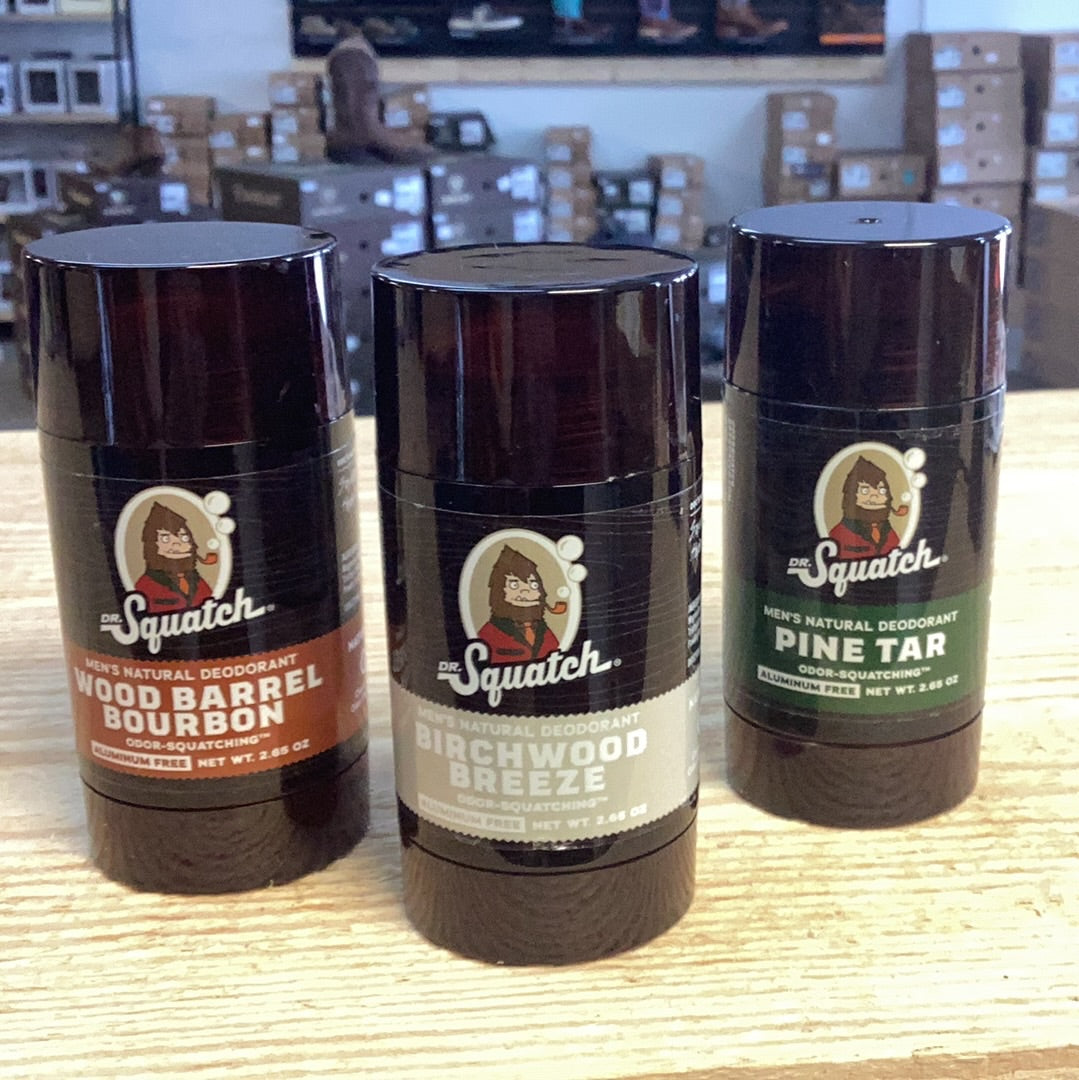 DR.
Squatch®
MEN'S NATURAL DEODORANT
WOOD BARREL
BOURBON
ODOR-SQUATCHING™
ALUMINUM FREE NET WT. 2.65 OZ
DR.
Squatch®
MEN'S NATURAL DEODORANT
BIRCHWOOD
BREEZE
ODOR-SQUATCHING™
ALUMINUM FREE NET WT. 2.65 OZ
DR.
Squatch®
MEN'S NATURAL DEODORANT
PINE TAR
ODOR-SQUATCHING™
ALUMINUM FREE NET WT. 2.65 OZ